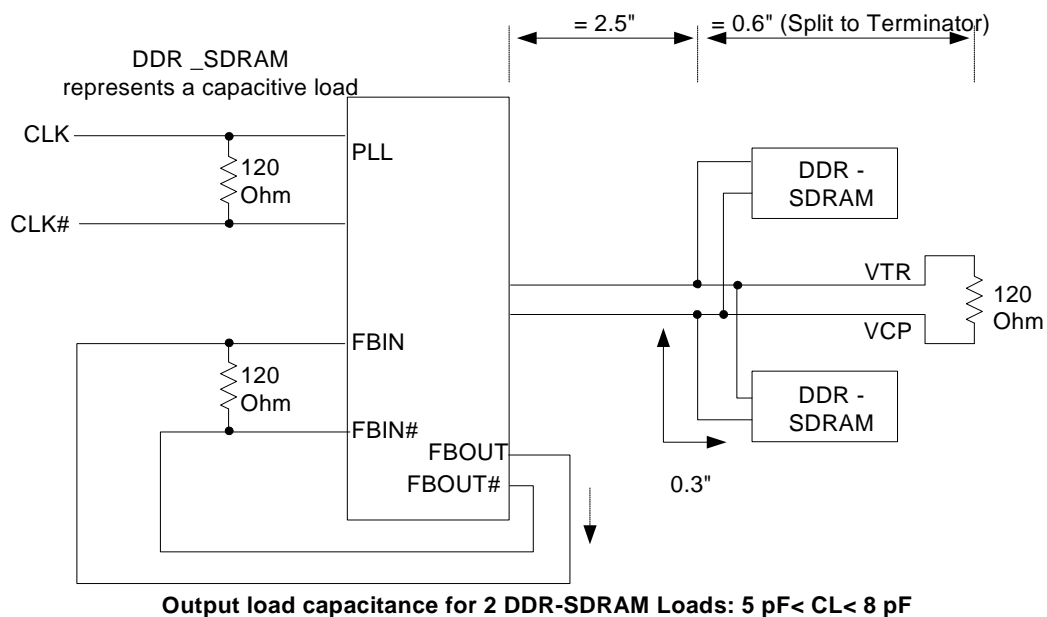 = 2.5"
= 0.6" (Split to Terminator)
DDR _SDRAM
represents a capacitive load
CLK
PLL
120
Ohm
CLK#
DDR -
SDRAM
VTR
120
Ohm
VCP
FBIN
120
Ohm
FBIN#
FBOUT
FBOUT#
DDR -
SDRAM
0.3"
Output load capacitance for 2 DDR-SDRAM Loads: 5 pF< CL< 8 pF